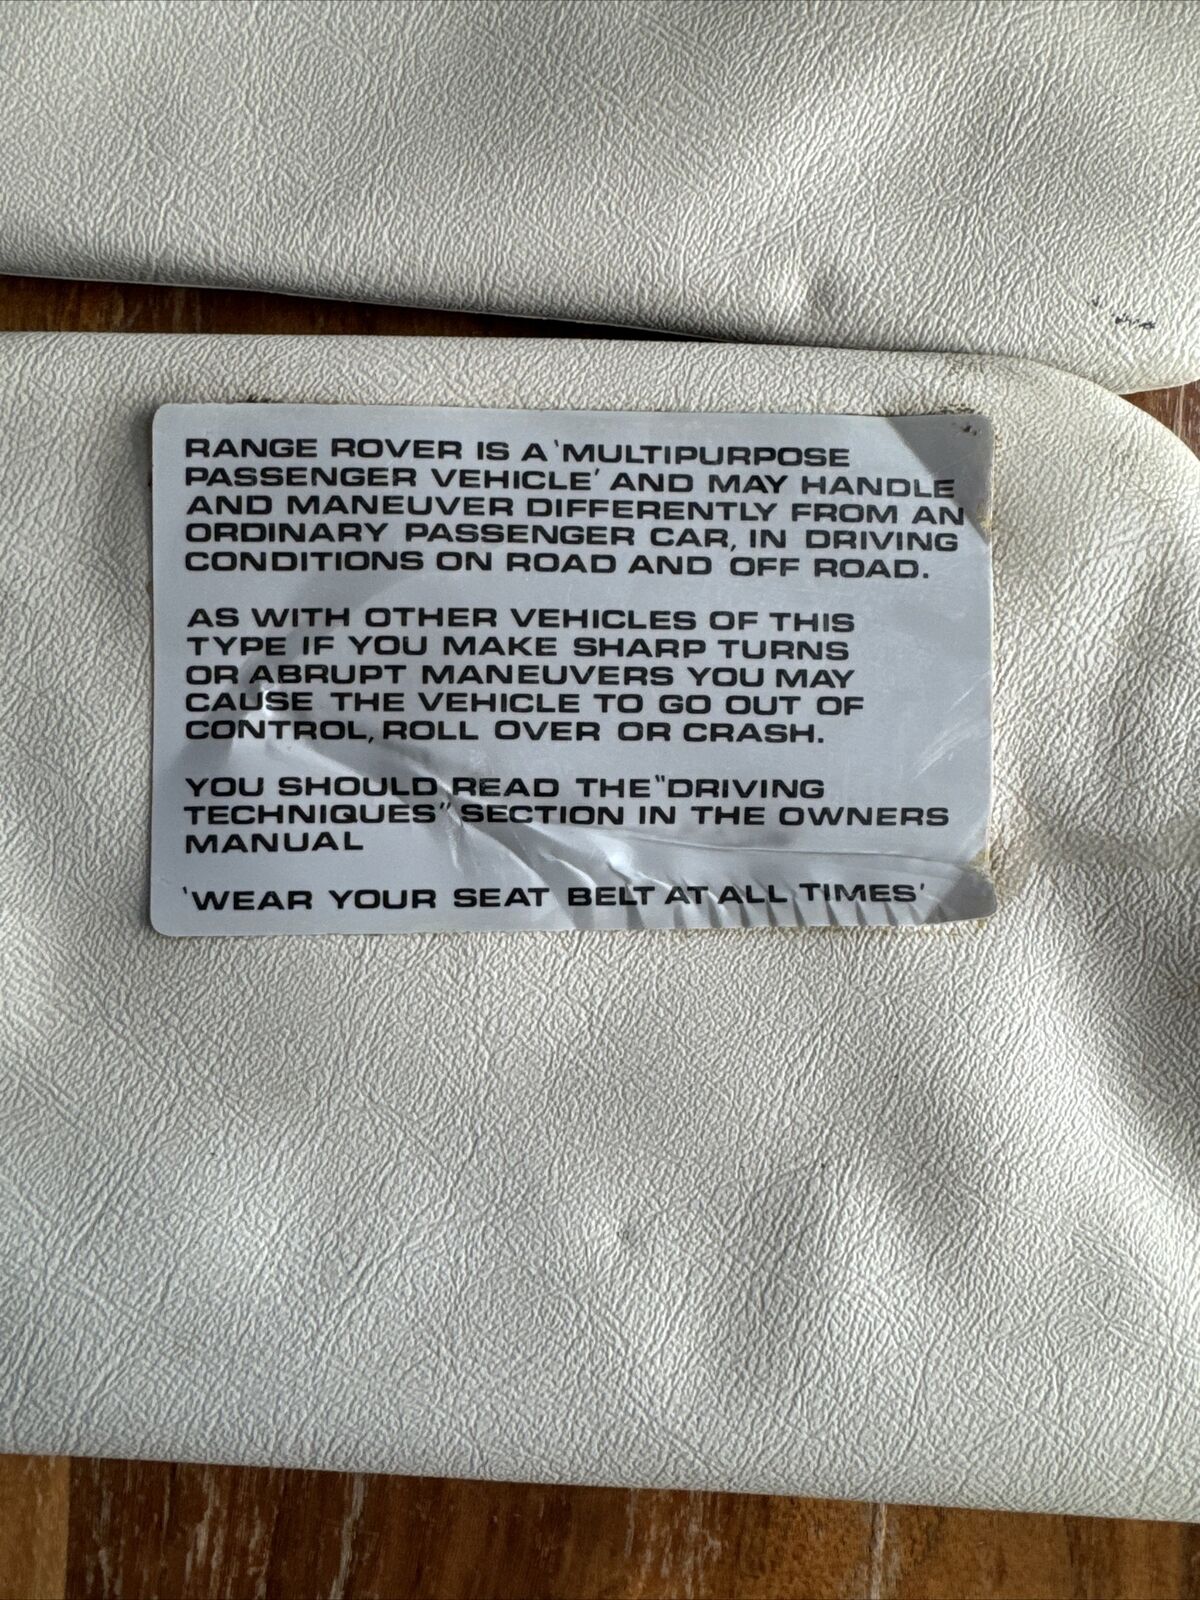 RANGE ROVER IS A 'MULTIPURPOSE
PASSENGER VEHICLE' AND MAY HANDLE
AND MANEUVER DIFFERENTLY FROM AN
ORDINARY PASSENGER CAR, IN DRIVING
CONDITIONS ON ROAD AND OFF ROAD.
AS WITH OTHER VEHICLES OF THIS
TYPE IF YOU MAKE SHARP TURNS
OR ABRUPT MANEUVERS YOU MAY
CAUSE THE VEHICLE TO GO OUT OF
CONTROL, ROLL OVER OR CRASH.
YOU SHOULD READ THE "DRIVING
TECHNIQUES" SECTION IN THE OWNERS
MANUAL
'WEAR YOUR SEAT BELT AT ALL TIMES'